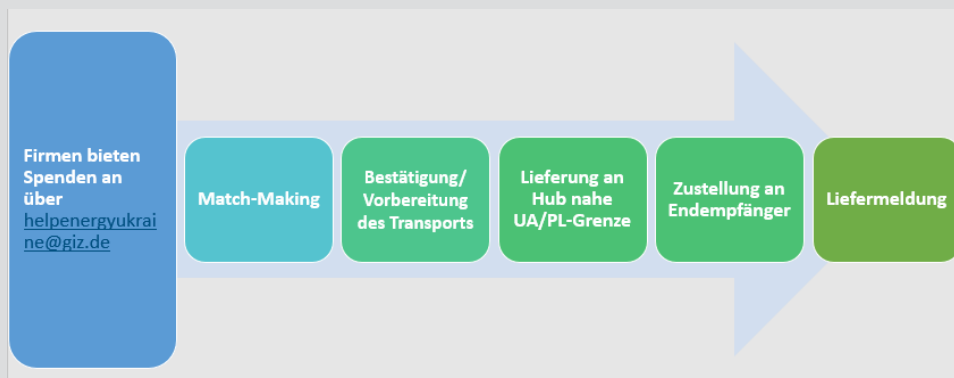 Firmen bieten
Spenden an
über
helpenergyukrai
ne@giz.de
Match-Making
Bestätigung/
Vorbereitung
des Transports
Lieferung an
Hub nahe
UA/PL-Grenze
Zustellung an
Endempfänger
Liefermeldung